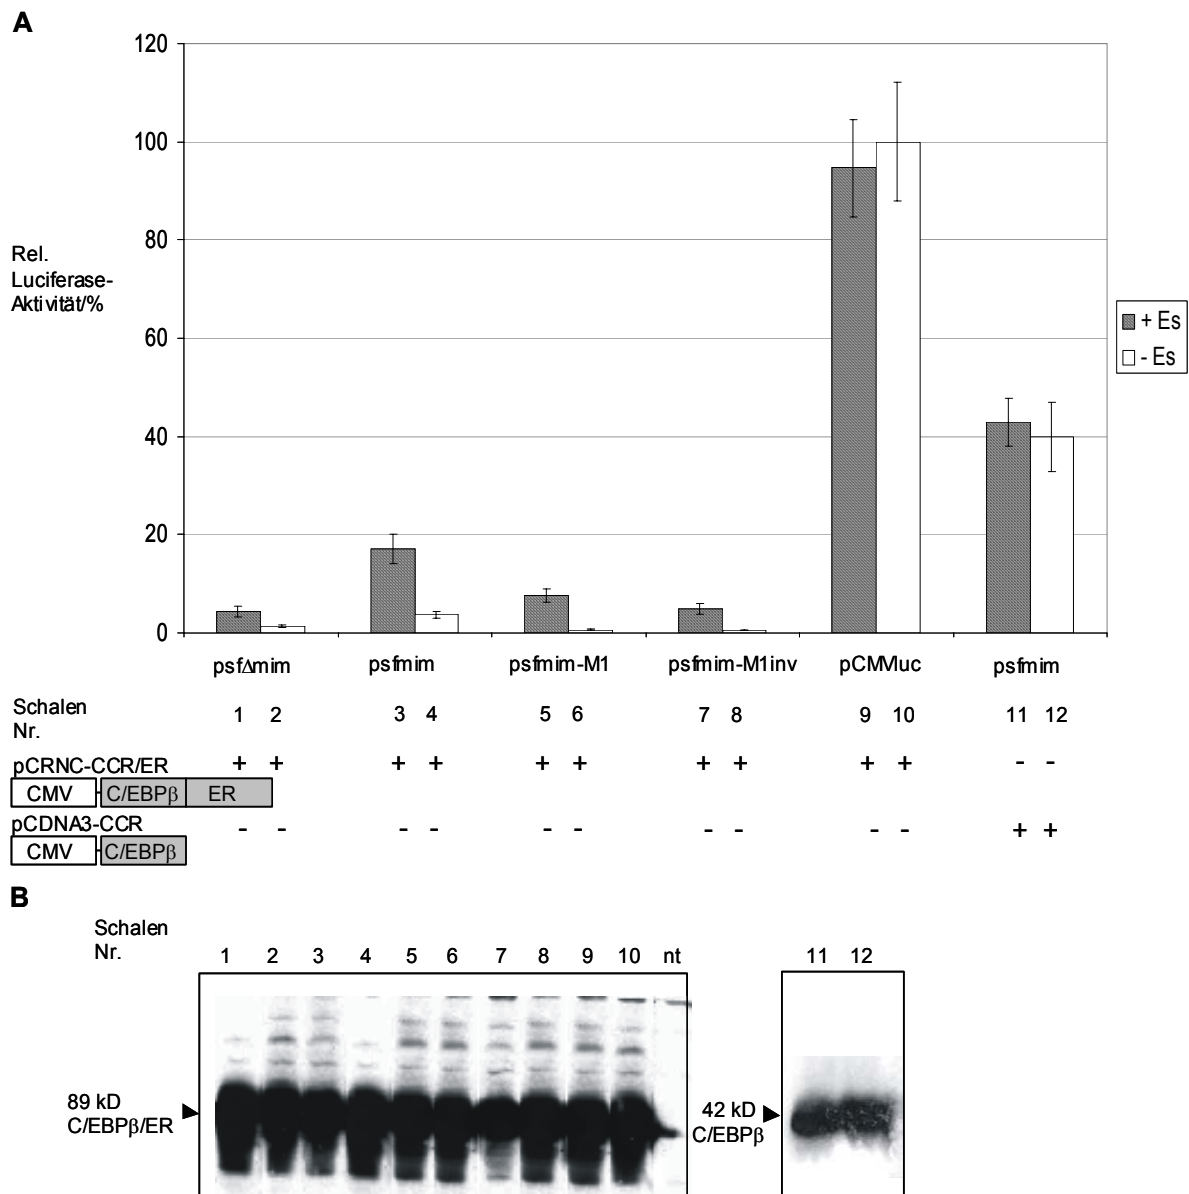 A
120
100
80
60
40
20
0
Rel.
Luciferase-
Aktivität/%
+ Es
- Es
psfΔmim psfmim psfmim-M1 psfmim-M1inv pCMVluc psfmim
Schalen
Nr.
1 2 3 4 5 6 7 8 9 10 11 12
pCRNC-CCR/ER + + + + + + + + + + - -
CMV C/EBPβ ER
pCDNA3-CCR - - - - - - - - - - + +
CMV C/EBPβ
B
Schalen
Nr.
1 2 3 4 5 6 7 8 9 10 nt 11 12
89 kD
C/EBPβ/ER
42 kD
C/EBPβ